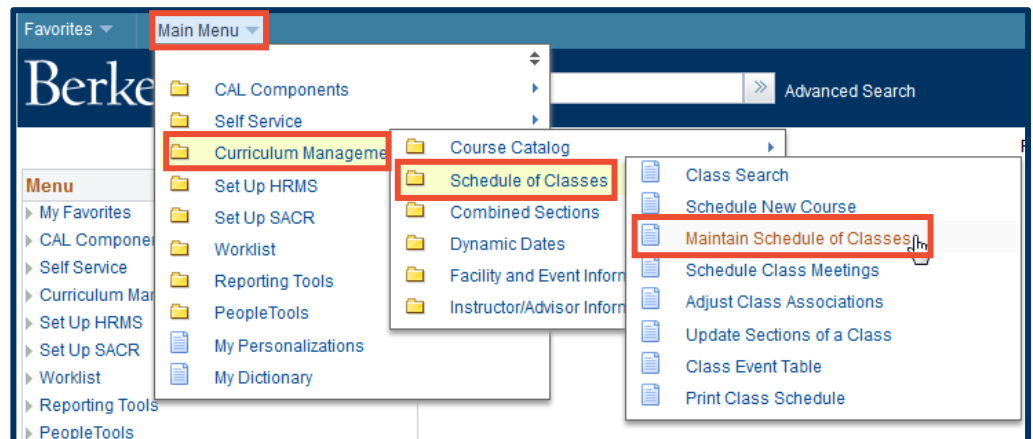 Favorites
Main Menu
Berke
Advanced Search
CAL Components
Self Service
Curriculum Manageme
Set Up HRMS
Set Up SACR
Worklist
Reporting Tools
PeopleTools
My Personalizations
My Dictionary
Course Catalog
Schedule of Classes
Combined Sections
Dynamic Dates
Facility and Event Inforn
Instructor/Advisor Inforn
Class Search
Schedule New Course
Maintain Schedule of Classes
Schedule Class Meetings
Adjust Class Associations
Update Sections of a Class
Class Event Table
Print Class Schedule
Menu
My Favorites
CAL Componen
Self Service
Curriculum Mar
Set Up HRMS
Set Up SACR
Worklist
Reporting Tools
PeopleTools